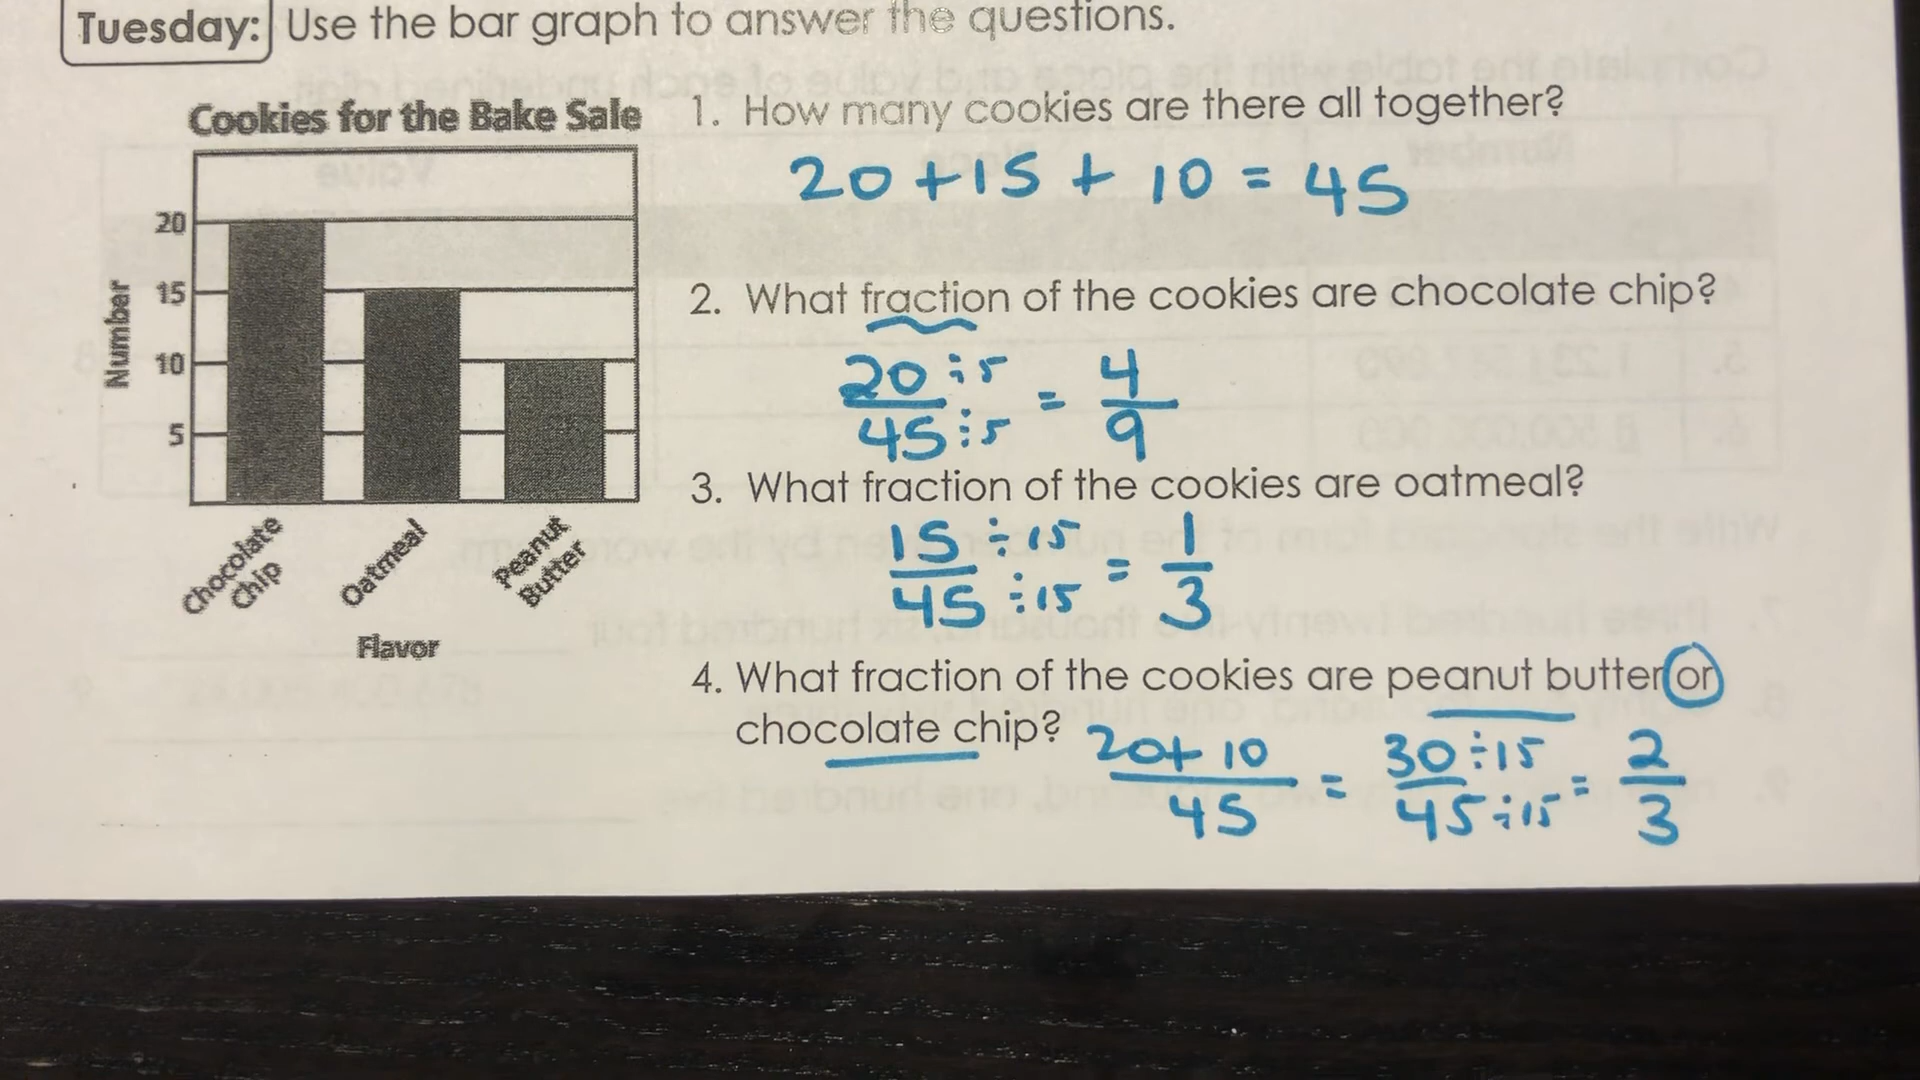 Tuesday: Use the bar graph to answer the questions.
Cookies for the Bake Sale
20
15
10
5
Number
Chocolate
Chip
Oatmeal
Peanut
Butter
Flavor
1. How many cookies are there all together?
20 + 15 + 10 = 45
2. What fraction of the cookies are chocolate chip?
20 ÷ 5 = 4
45 ÷ 5 9
3. What fraction of the cookies are oatmeal?
15 ÷ 15 = 1
45 ÷ 15 3
4. What fraction of the cookies are peanut butter or
chocolate chip? 20 + 10 = 30 ÷ 15 = 2
45 45 ÷ 15 3